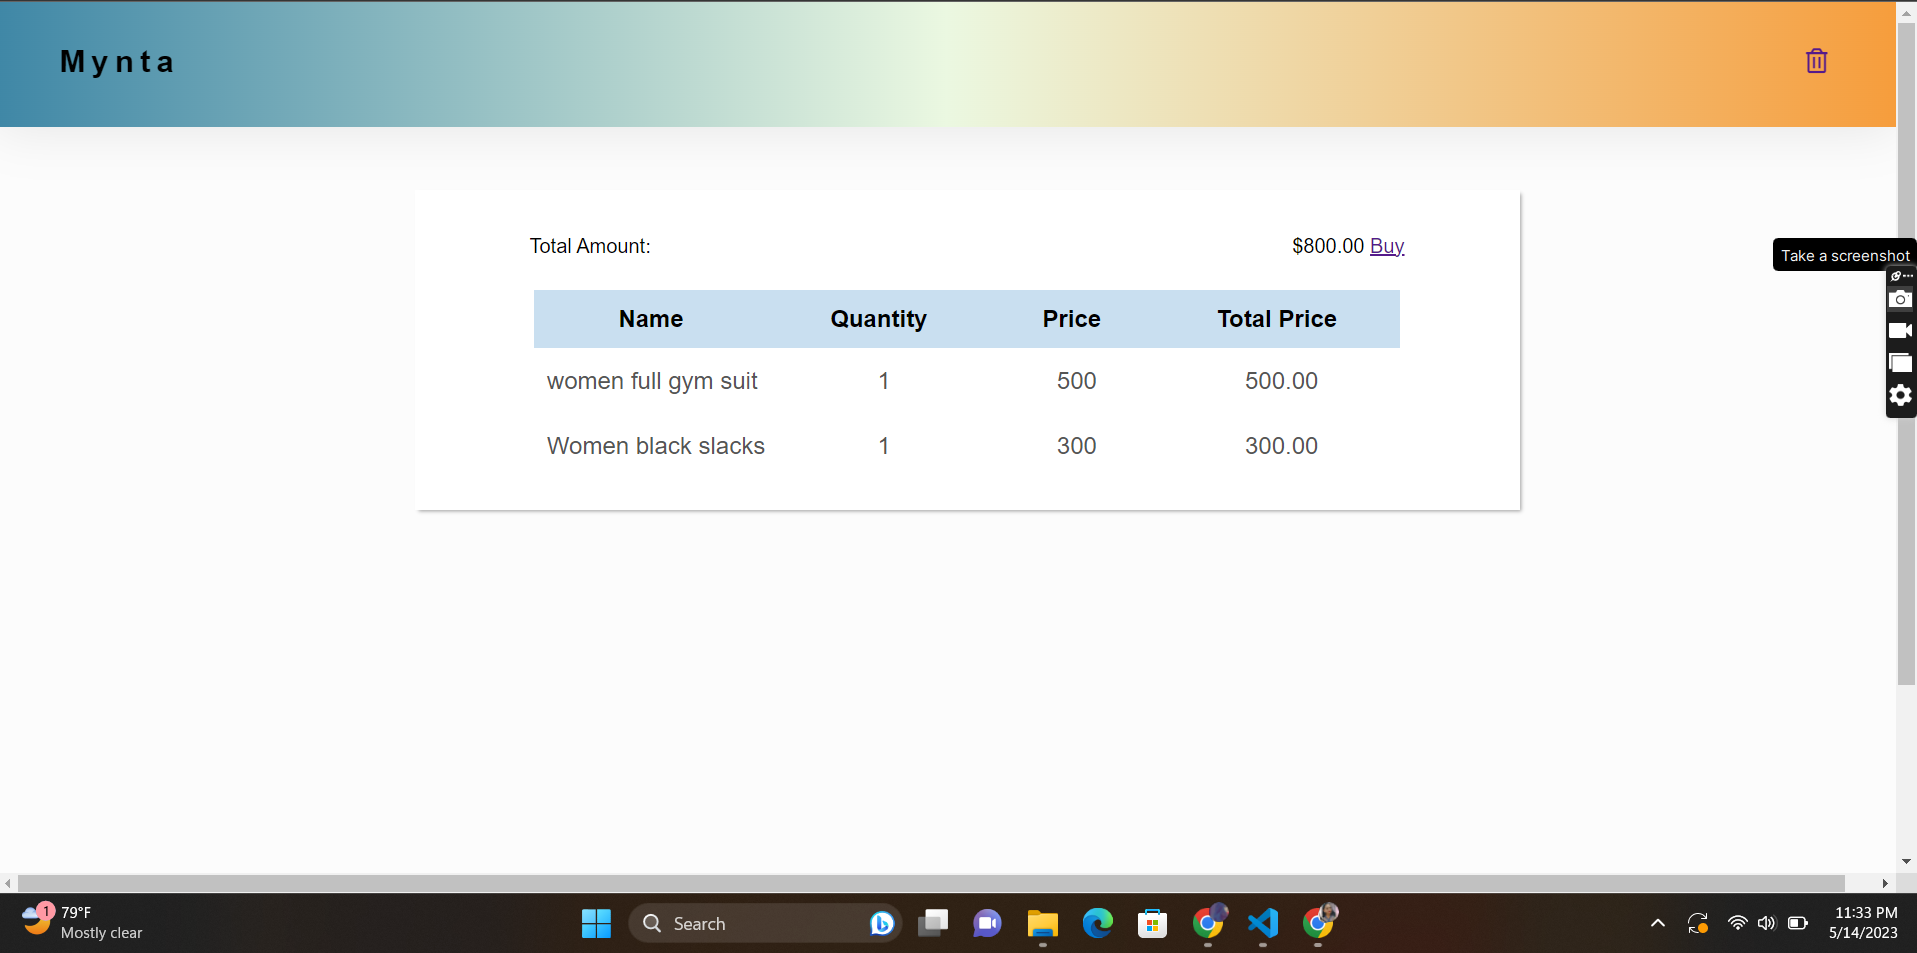 Mynta
Total Amount: $800.00 Buy
Take a screenshot
Name Quantity Price Total Price
women full gym suit 1 500 500.00
Women black slacks 1 300 300.00
1
79°F
Mostly clear
Search
11:33 PM
5/14/2023